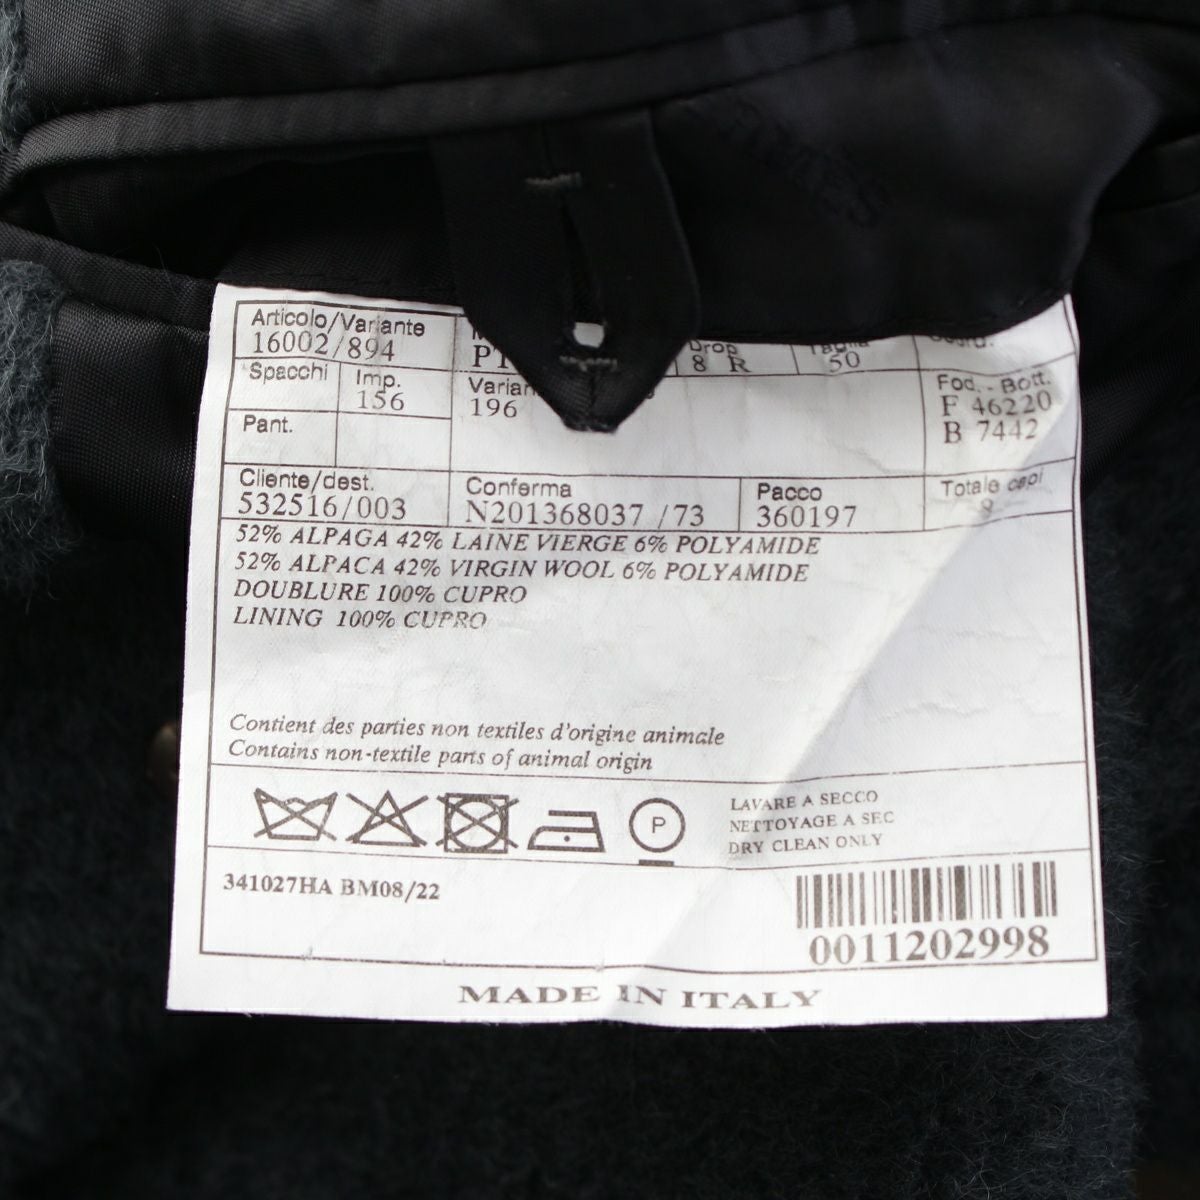 Articolo/Variante
16002/894
Drop
8 R
Taglia
50
Spacchi
Imp.
156
196
Fod. - Bott.
F 46220
B 7442
Pant.
Cliente/dest.
532516/003
Conferma
N201368037 /73
Pacco
360197
Totale capi
8
52% ALPAGA 42% LAINE VIERGE 6% POLYAMIDE
52% ALPACA 42% VIRGIN WOOL 6% POLYAMIDE
DOUBLURE 100% CUPRO
LINING 100% CUPRO
Contient des parties non textiles d'origine animale
Contains non-textile parts of animal origin
P
LAVARE A SECCO
NETTOYAGE A SEC
DRY CLEAN ONLY
341027HA BM08/22
0011202998
MADE IN ITALY